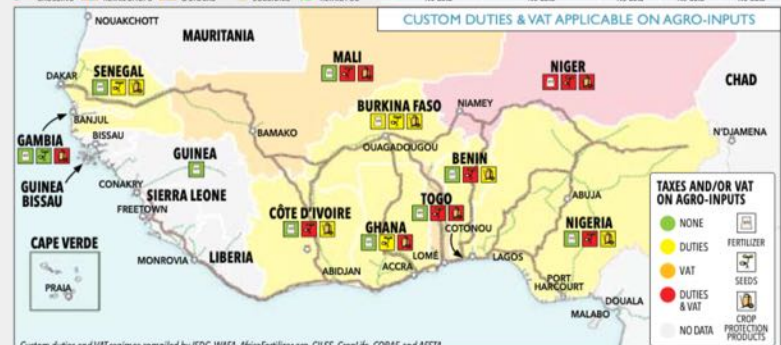 CUSTOM DUTIES & VAT APPLICABLE ON AGRO-INPUTS
NOUAKCHOTT
MAURITANIA
MALI
NIGER
CHAD
SENEGAL
DAKAR
BANJUL
GAMBIA
BISSAU
GUINEA
BISSAU
BAMAKO
BURKINA FASO
OUAGADOUGOU
NIAMEY
N'DJAMENA
GUINEA
CONAKRY
SIERRA LEONE
FREETOWN
BENIN
TOGO
COTONOU
ABUJA
CÔTE D'IVOIRE
GHANA
NIGERIA
CAPE VERDE
PRAIA
MONROVIA
LIBERIA
ABIDJAN
ACCRA
LOMÉ
LAGOS
PORT
HARCOURT
DOUALA
MALABO
TAXES AND/OR VAT
ON AGRO-INPUTS
NONE
DUTIES
VAT
DUTIES
& VAT
NO DATA
FERTILIZER
SEEDS
CROP
PROTECTION
PRODUCTS